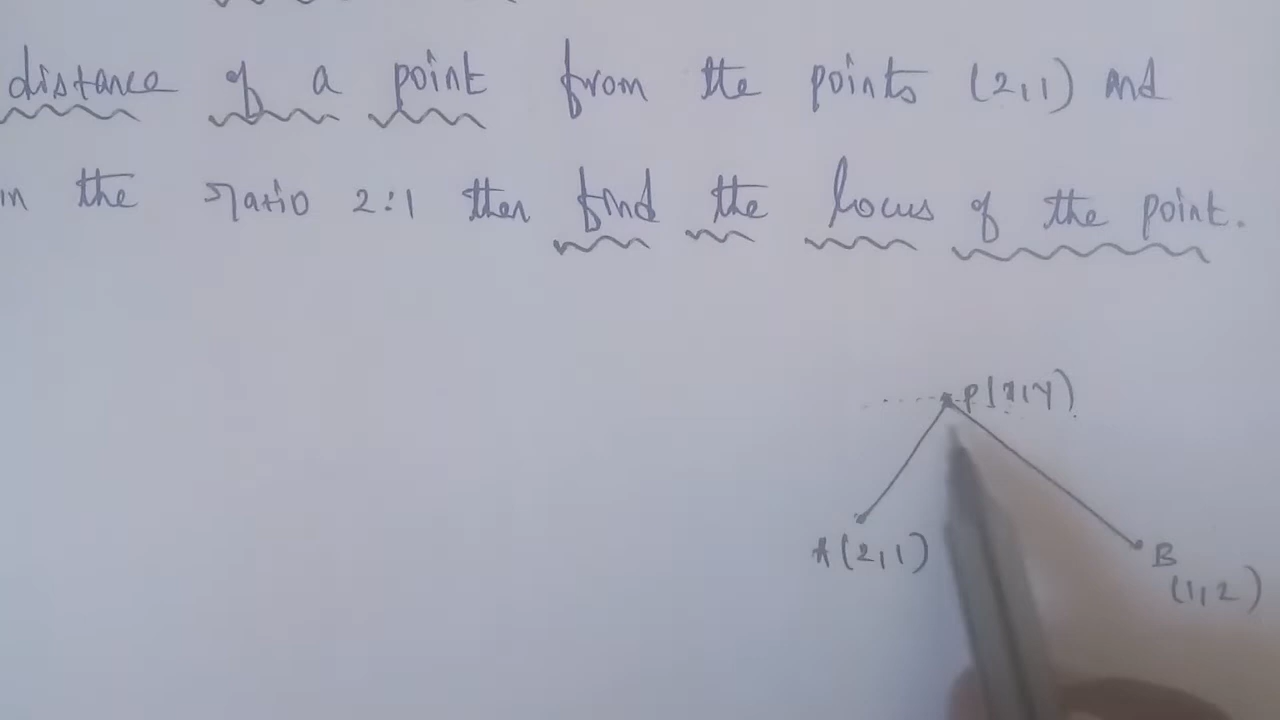 distance of a point from the points (2,1) and
in the ratio 2:1 then find the locus of the point.
P(x,y)
A(2,1)
B
(1,2)